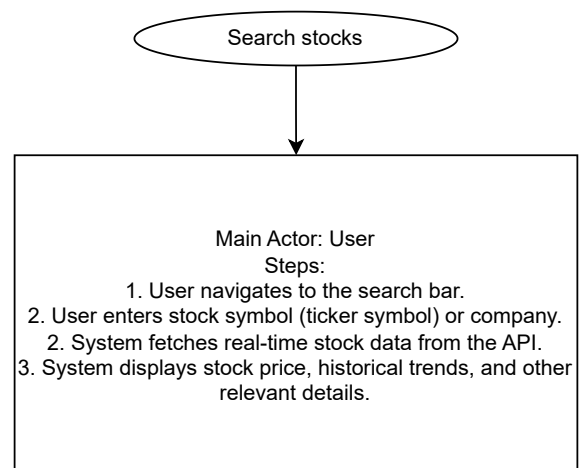 Search stocks
Main Actor: User
Steps:
1. User navigates to the search bar.
2. User enters stock symbol (ticker symbol) or company.
2. System fetches real-time stock data from the API.
3. System displays stock price, historical trends, and other
relevant details.